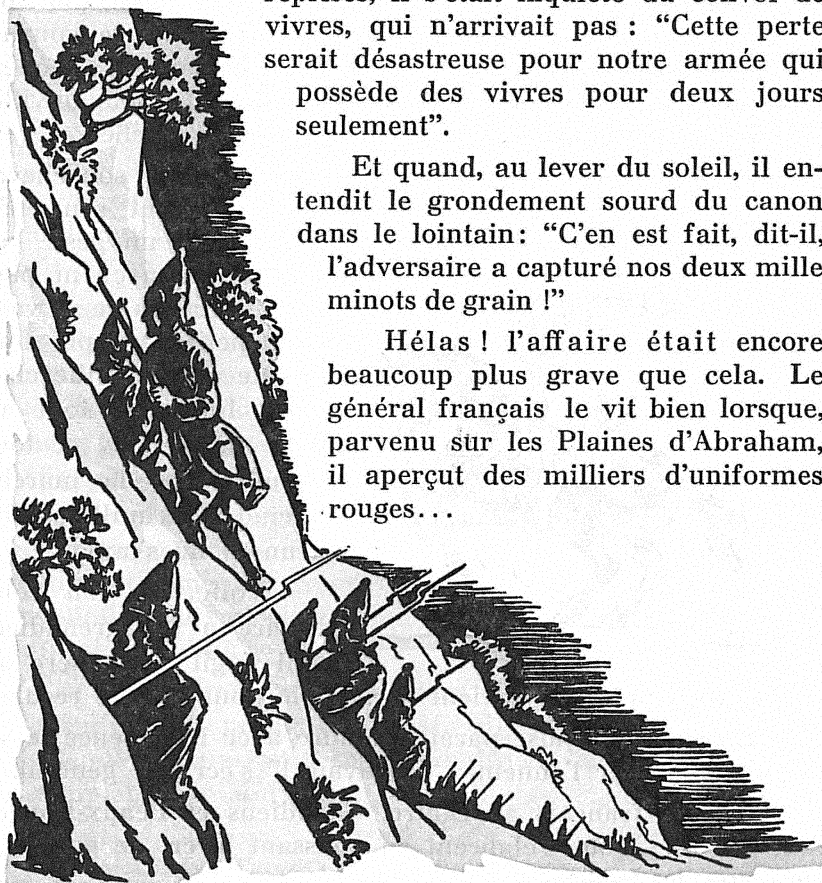 vivres, qui n'arrivait pas : “Cette perte
serait désastreuse pour notre armée qui
possède des vivres pour deux jours
seulement”.
Et quand, au lever du soleil, il en-
tendit le grondement sourd du canon
dans le lointain: “C'en est fait, dit-il,
l'adversaire a capturé nos deux mille
minots de grain !”
Hélas ! l'affaire était encore
beaucoup plus grave que cela. Le
général français le vit bien lorsque,
parvenu sur les Plaines d'Abraham,
il aperçut des milliers d'uniformes
rouges...